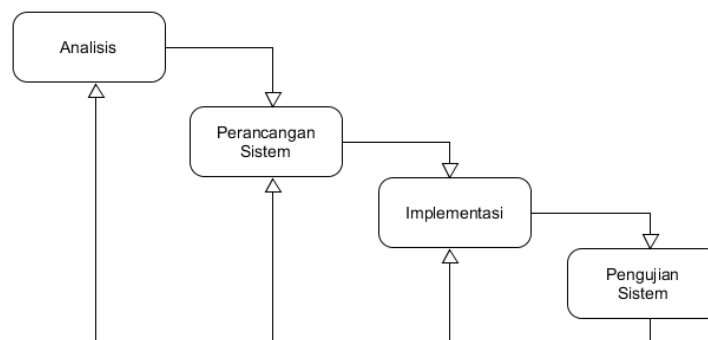 Analisis
Perancangan
Sistem
Implementasi
Pengujian
Sistem